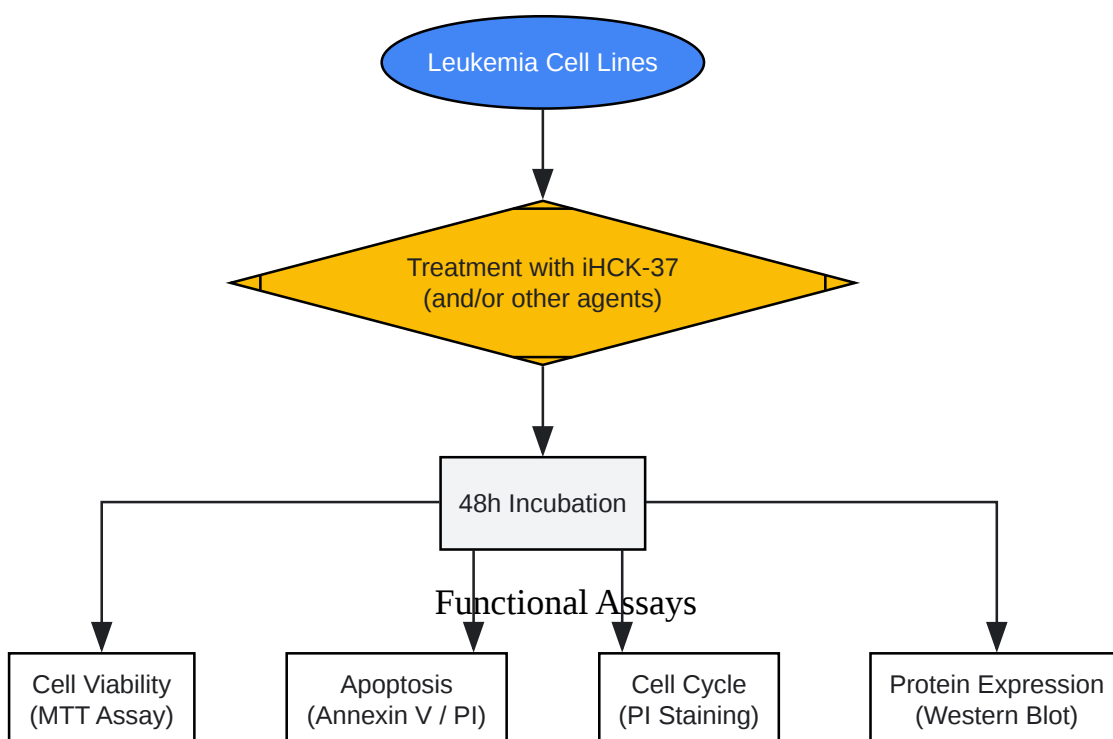 Leukemia Cell Lines
Treatment with iHCK-37
(and/or other agents)
48h Incubation
Functional Assays
Cell Viability
(MTT Assay)
Apoptosis
(Annexin V / PI)
Cell Cycle
(PI Staining)
Protein Expression
(Western Blot)